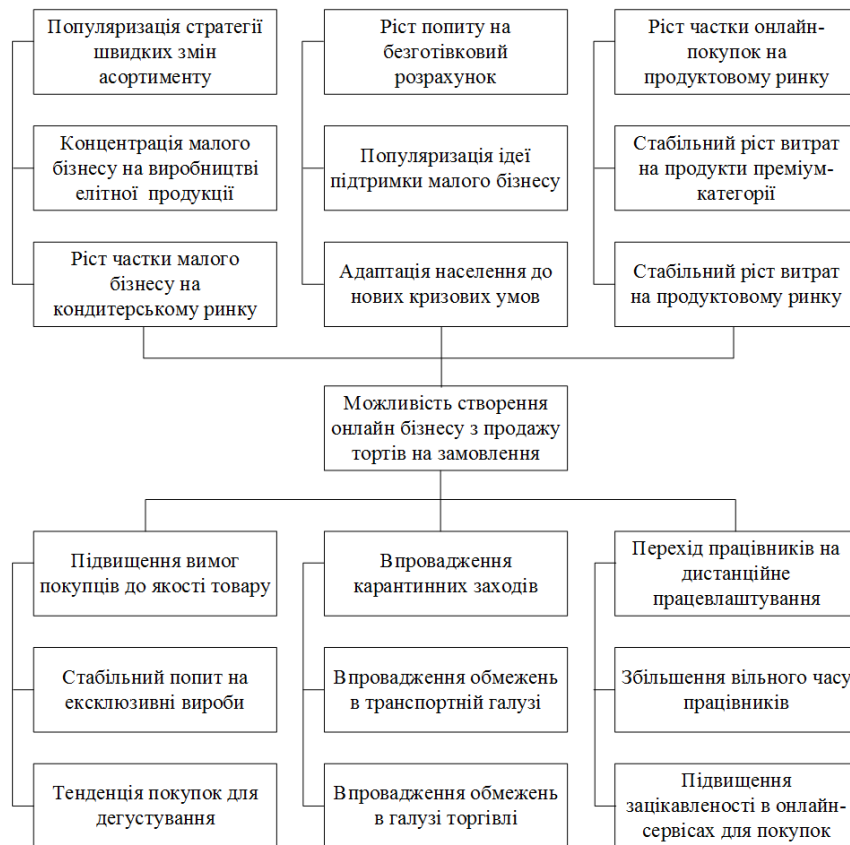 Популяризація стратегії
швидких змін
асортименту
Ріст попиту на
безготівковий
розрахунок
Ріст частки онлайн-
покупок на
продуктовому ринку
Концентрація малого
бізнесу на виробництві
елітної продукції
Популяризація ідеї
підтримки малого бізнесу
Стабільний ріст витрат
на продукти преміум-
категорії
Ріст частки малого
бізнесу на
кондитерському ринку
Адаптація населення до
нових кризових умов
Стабільний ріст витрат
на продуктовому ринку
Можливість створення
онлайн бізнесу з продажу
тортів на замовлення
Підвищення вимог
покупців до якості товару
Впровадження
карантинних заходів
Перехід працівників на
дистанційне
працевлаштування
Стабільний попит на
ексклюзивні вироби
Впровадження обмежень
в транспортній галузі
Збільшення вільного часу
працівників
Тенденція покупок для
дегустування
Впровадження обмежень
в галузі торгівлі
Підвищення
зацікавленості в онлайн-
сервісах для покупок